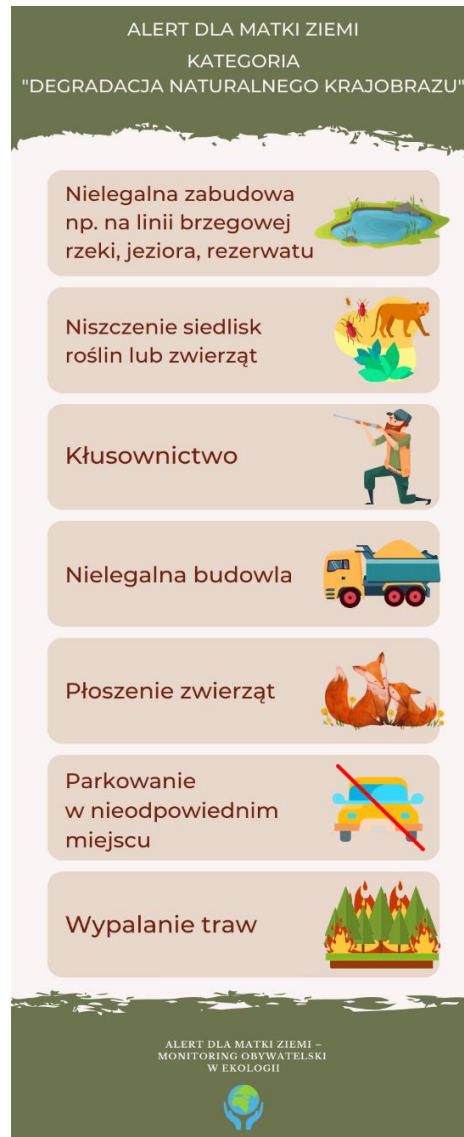 ALERT DLA MATKI ZIEMI
KATEGORIA
"DEGRADACJA NATURALNEGO KRAJOBRAZU"
Nielegalna zabudowa
np. na linii brzegowej
rzeki, jeziora, rezerwatu
Niszczenie siedlisk
roślin lub zwierząt
Kłusownictwo
Nielegalna budowla
Płoszenie zwierząt
Parkowanie
w nieodpowiednim
miejscu
Wypalanie traw
ALERT DLA MATKI ZIEMI –
MONITORING OBYWATELSKI
W EKOLOGII